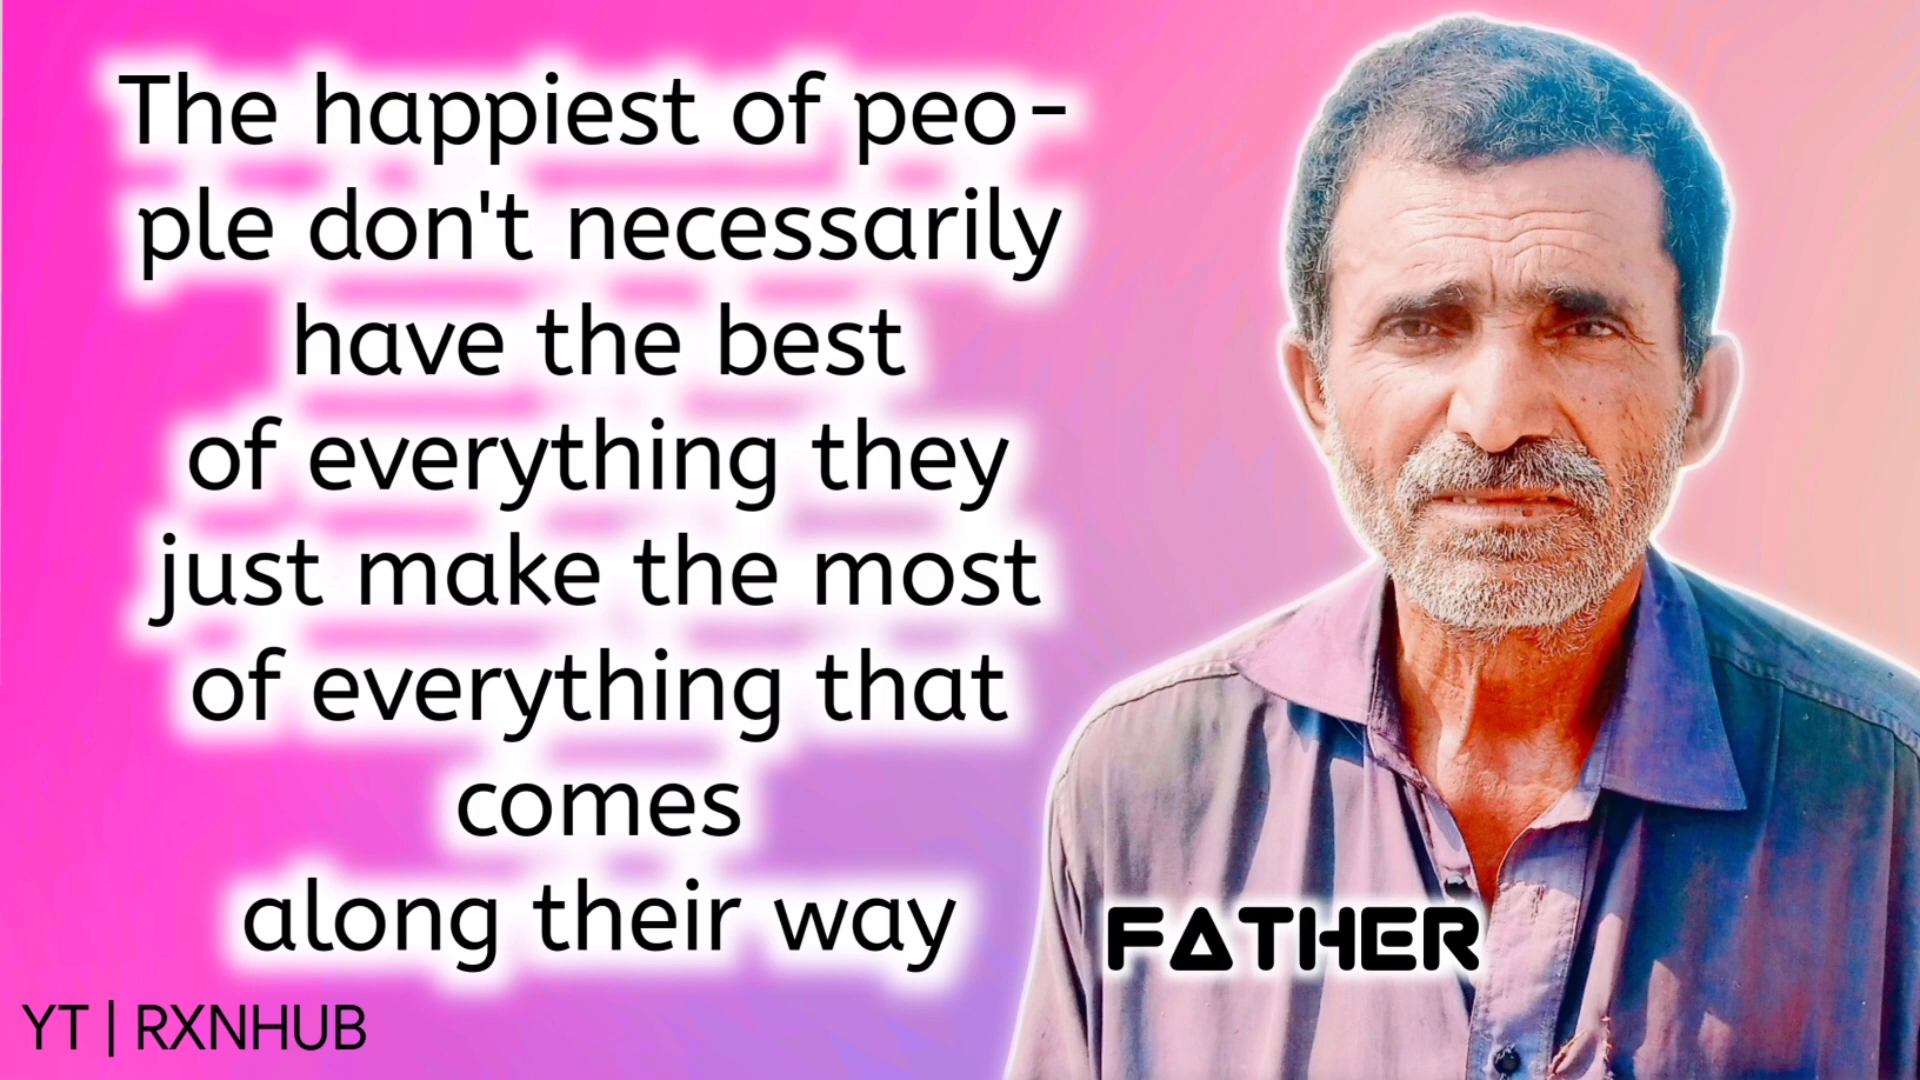 The happiest of peo-
ple don't necessarily
have the best
of everything they
just make the most
of everything that
comes
along their way
FATHER
YT | RXNHUB